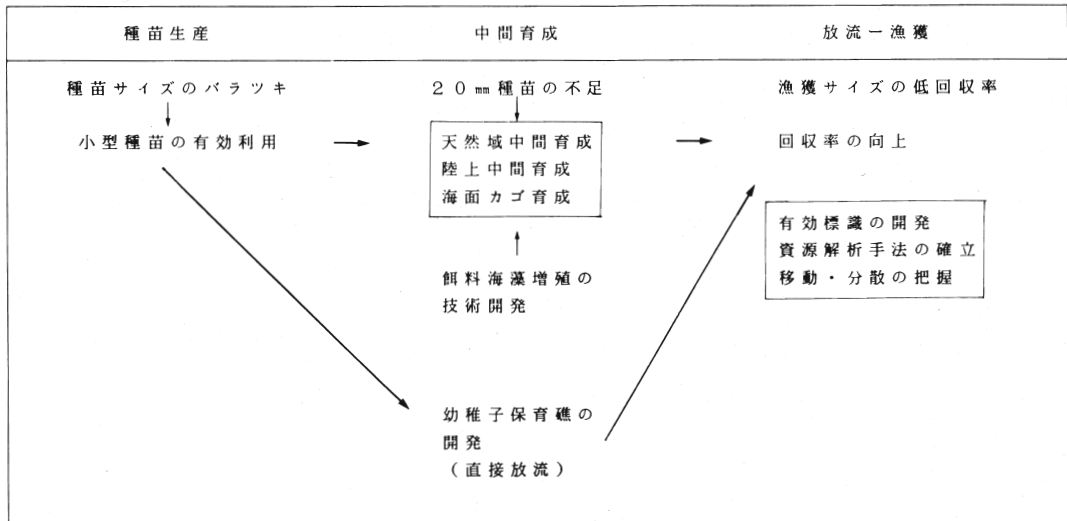 種苗生産
中間育成
放流ー漁獲
種苗サイズのバラツキ
小型種苗の有効利用
20㎜種苗の不足
天然域中間育成
陸上中間育成
海面カゴ育成
餌料海藻増殖の
技術開発
幼稚子保育礁の
開発
(直接放流)
漁獲サイズの低回収率
回収率の向上
有効標識の開発
資源解析手法の確立
移動・分散の把握